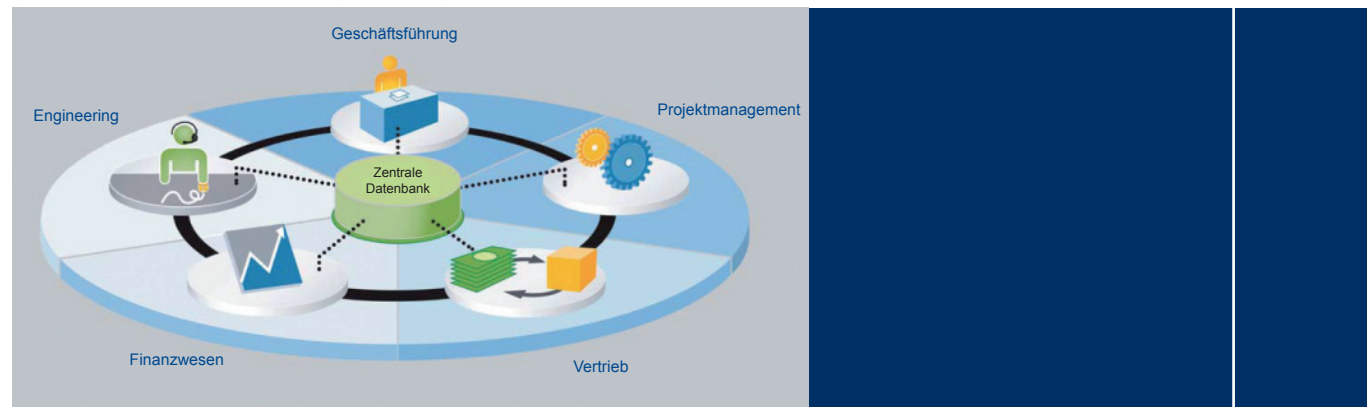 Geschäftsführung
Engineering
Projektmanagement
Zentrale
Datenbank
Finanzwesen
Vertrieb